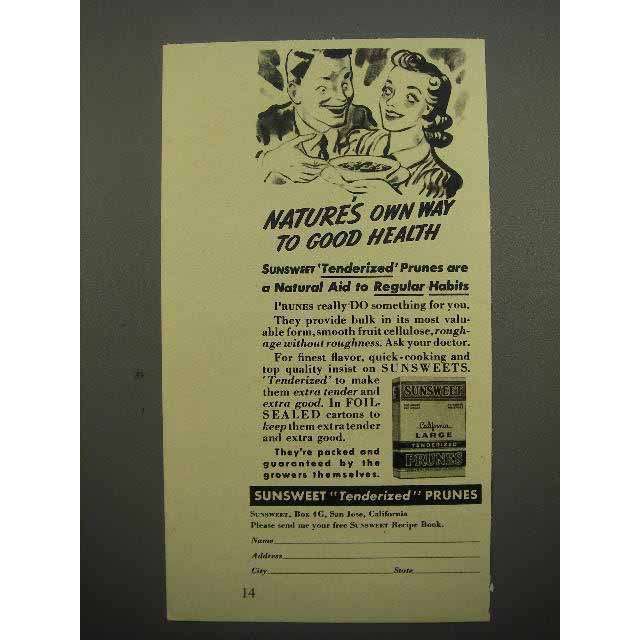 NATURE'S OWN WAY
TO GOOD HEALTH
SUNSWEET 'Tenderized' Prunes are
a Natural Aid to Regular Habits
PRUNES really DO something for you.
They provide bulk in its most valu-
able form, smooth fruit cellulose, rough-
age without roughness. Ask your doctor.
For finest flavor, quick-cooking and
top quality insist on SUNSWEETS.
'Tenderized' to make
them extra tender and
extra good. In FOIL-
SEALED cartons to
keep them extra tender
and extra good.
They're packed and
guaranteed by the
growers themselves.
SUNSWEET
California
LARGE
TENDERIZED
PRUNES
SUNSWEET "Tenderized" PRUNES
SUNSWEET, Box 4G, San Jose, California
Please send me your free SUNSWEET Recipe Book.
Name
Address
City State
14